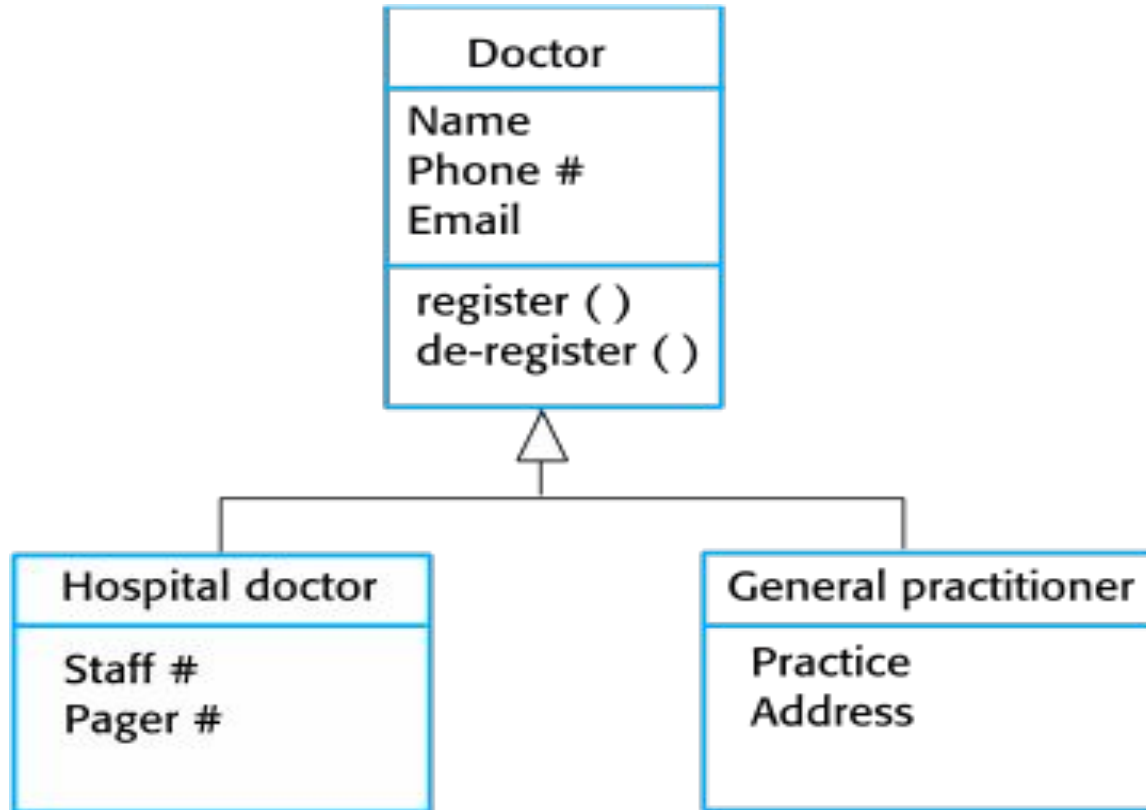 Doctor
Name
Phone #
Email
register ( )
de-register ( )
Hospital doctor
Staff #
Pager #
General practitioner
Practice
Address